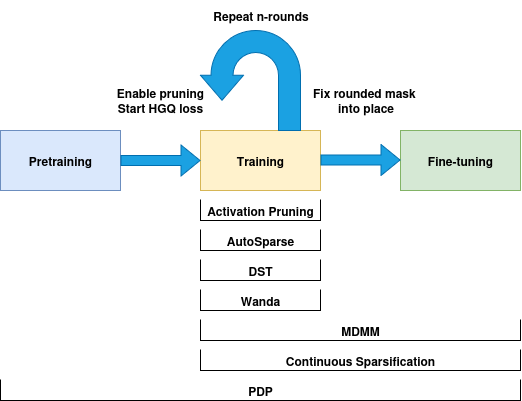 Repeat n-rounds
Enable pruning
Start HGQ loss
Fix rounded mask
into place
Pretraining
Training
Fine-tuning
Activation Pruning
AutoSparse
DST
Wanda
MDMM
Continuous Sparsification
PDP